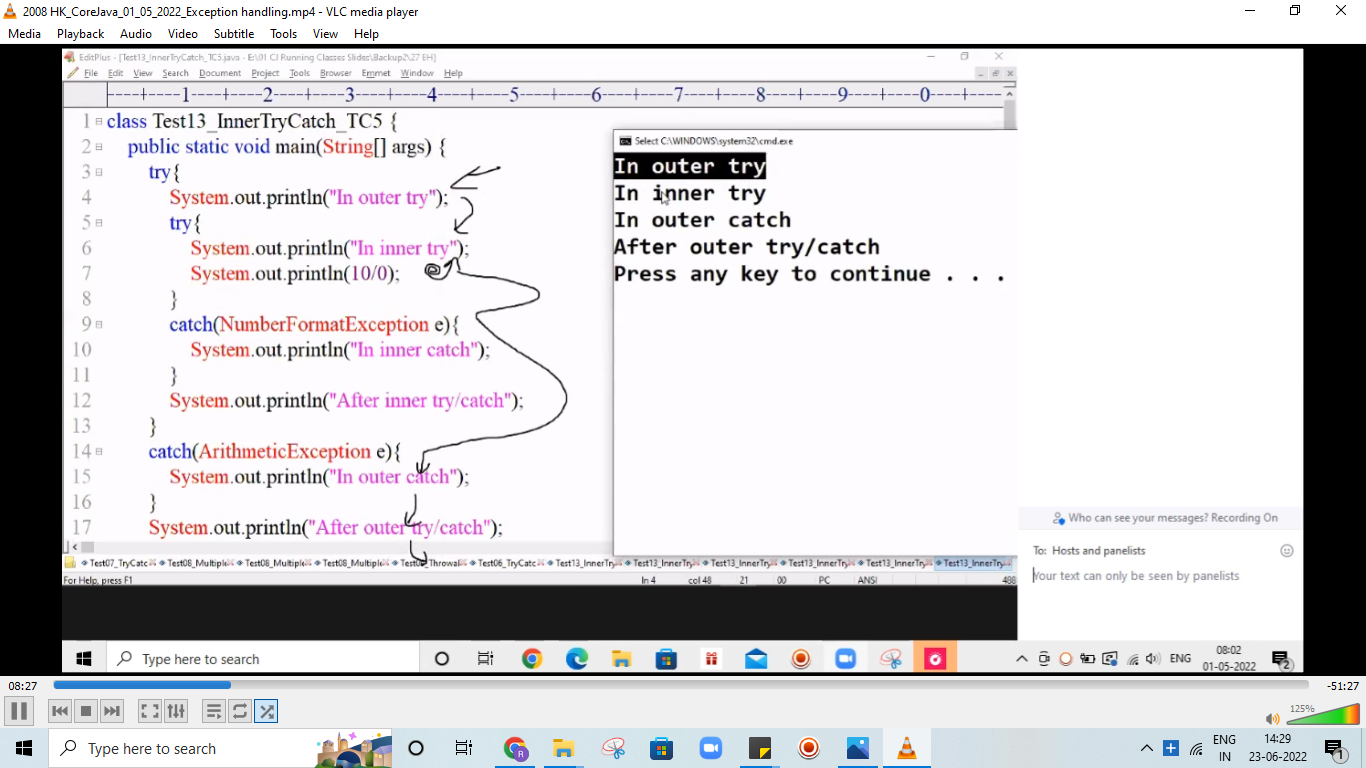 2008 HK_CoreJava_01_05_2022_Exception handling.mp4 - VLC media player
Media Playback Audio Video Subtitle Tools View Help
EditPlus - [Test13_InnerTryCatch_TC5.java - E:\01 CJ Running Classes Slides\Backup2\27 EH]
File Edit View Search Document Project Tools Browser Emmet Window Help
----+----1----+----2----+----3----+----4----+----5----+----6----+----7----+----8----+----9----+----0----+----
1 class Test13_InnerTryCatch_TC5 {
2 public static void main(String[] args) {
3 try{
4 System.out.println("In outer try");
5 try{
6 System.out.println("In inner try");
7 System.out.println(10/0);
8 }
9 catch(NumberFormatException e){
10 System.out.println("In inner catch");
11 }
12 System.out.println("After inner try/catch");
13 }
14 catch(ArithmeticException e){
15 System.out.println("In outer catch");
16 }
17 System.out.println("After outer try/catch");
Select C:\WINDOWS\system32\cmd.exe
In outer try
In inner try
In outer catch
After outer try/catch
Press any key to continue . . .
Test07_TryCatc Test08_Multiple Test08_Multiple Test08_Multiple Test06_TryCatc Test13_InnerTry Test13_InnerTry Test13_InnerTry Test13_InnerTry Test13_InnerTry Test13_InnerTry
For Help, press F1 ln 4 col 48 21 00 PC ANSI 488
Who can see your messages? Recording On
To: Hosts and panelists
Your text can only be seen by panelists
Type here to search ENG 08:02 01-05-2022 2
08:27 -51:27
125%
Type here to search R ENG IN 14:29 23-06-2022 1